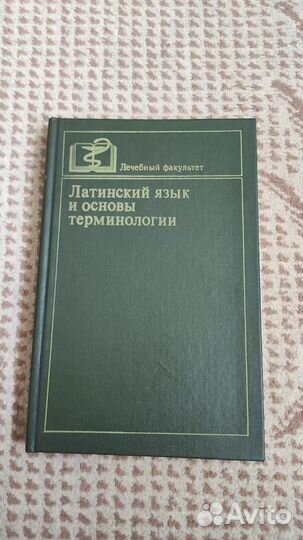 Лечебный факультет
Латинский язык
и основы
терминологии
Avito